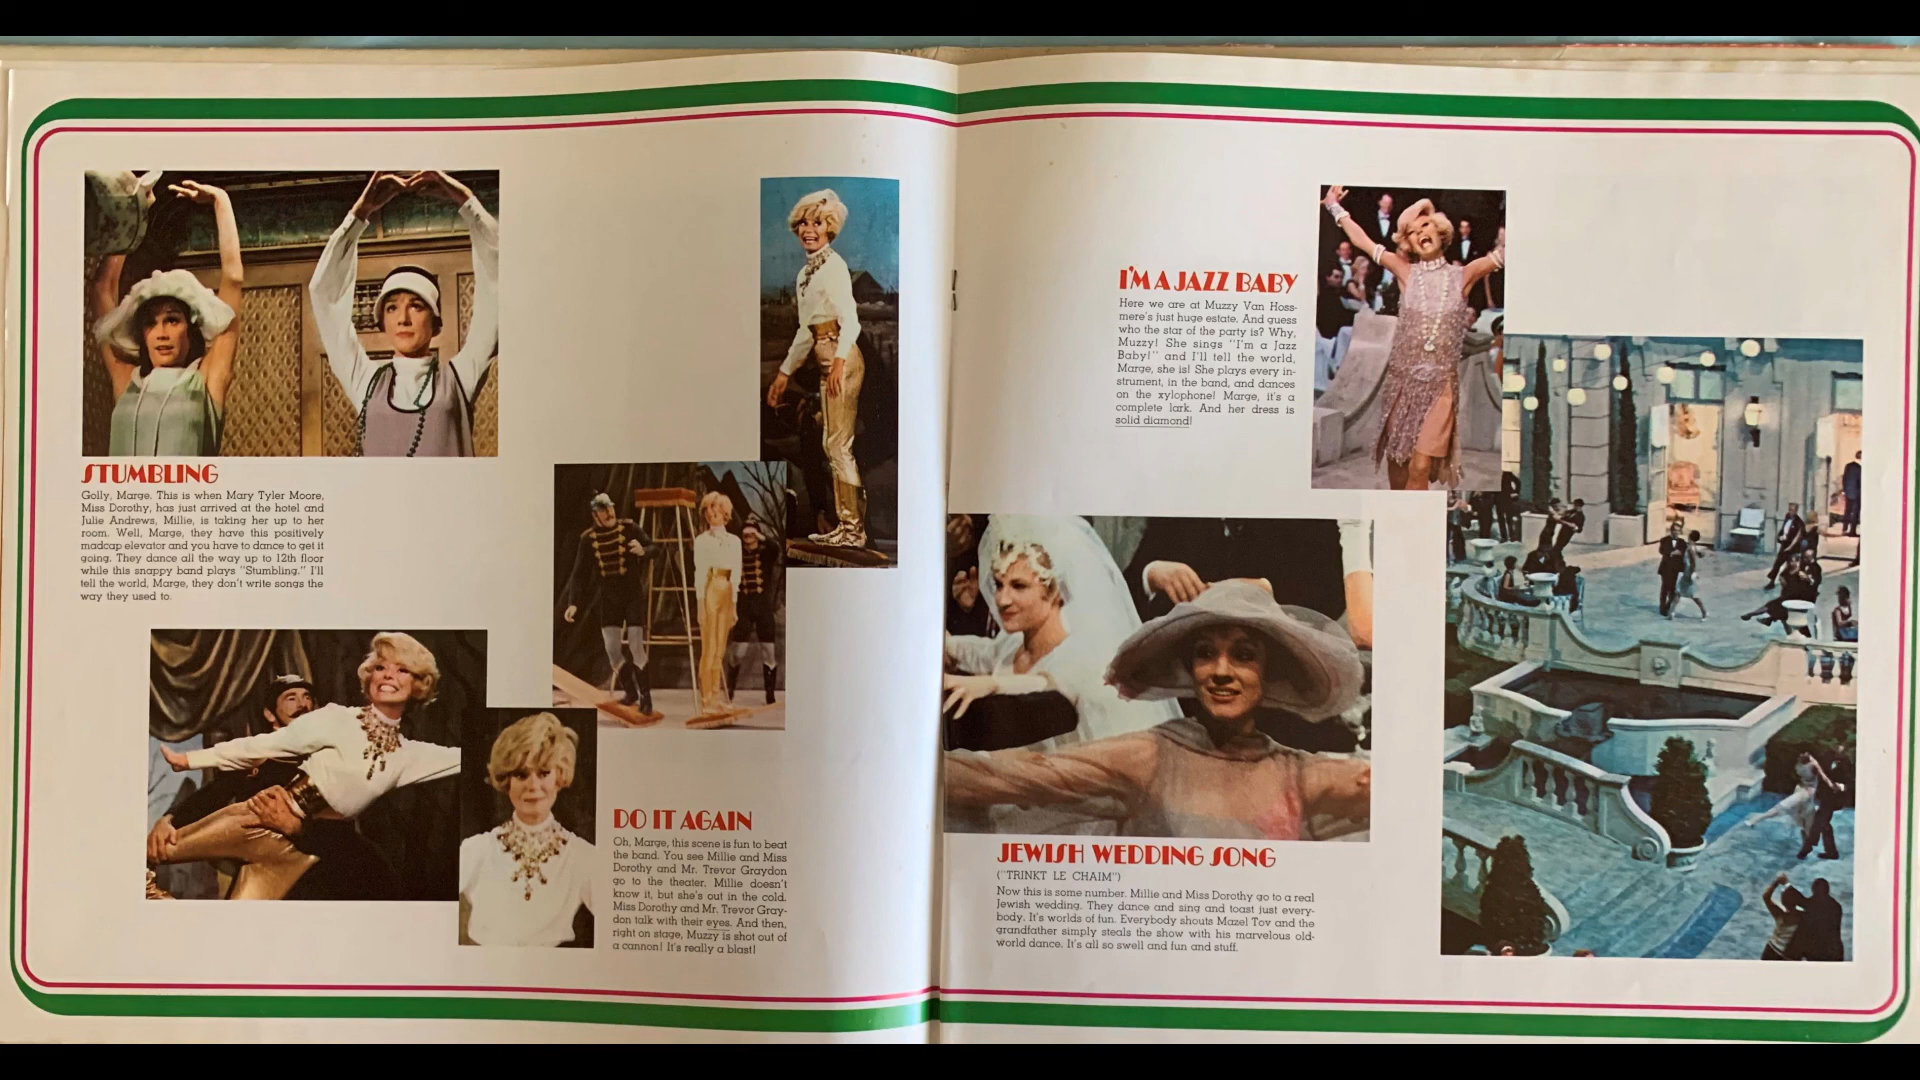 STUMBLING
Golly, Marge. This is when Mary Tyler Moore,
Miss Dorothy, has just arrived at the hotel and
Julie Andrews, Millie, is taking her up to her
room. Well, Marge, they have this positively
madcap elevator and you have to dance to get it
going. They dance all the way up to 12th floor
while this snappy band plays "Stumbling." I'll
tell the world, Marge, they don't write songs the
way they used to.
DO IT AGAIN
Oh, Marge, this scene is fun to beat
the band. You see Millie and Miss
Dorothy and Mr. Trevor Graydon
go to the theater. Millie doesn't
know it, but she's out in the cold.
Miss Dorothy and Mr. Trevor Gray-
don talk with their eyes. And then,
right on stage, Muzzy is shot out of
a cannon! It's really a blast!
I'M A JAZZ BABY
Here we are at Muzzy Van Hoss-
mere's just huge estate. And guess
who the star of the party is? Why,
Muzzy! She sings "I'm a Jazz
Baby!" and I'll tell the world,
Marge, she is! She plays every in-
strument, in the band, and dances
on the xylophone! Marge, it's a
complete lark. And her dress is
solid diamond!
JEWISH WEDDING SONG
("TRINKT LE CHAIM")
Now this is some number. Millie and Miss Dorothy go to a real
Jewish wedding. They dance and sing and toast just every-
body. It's worlds of fun. Everybody shouts Mazel Tov and the
grandfather simply steals the show with his marvelous old-
world dance. It's all so swell and fun and stuff.